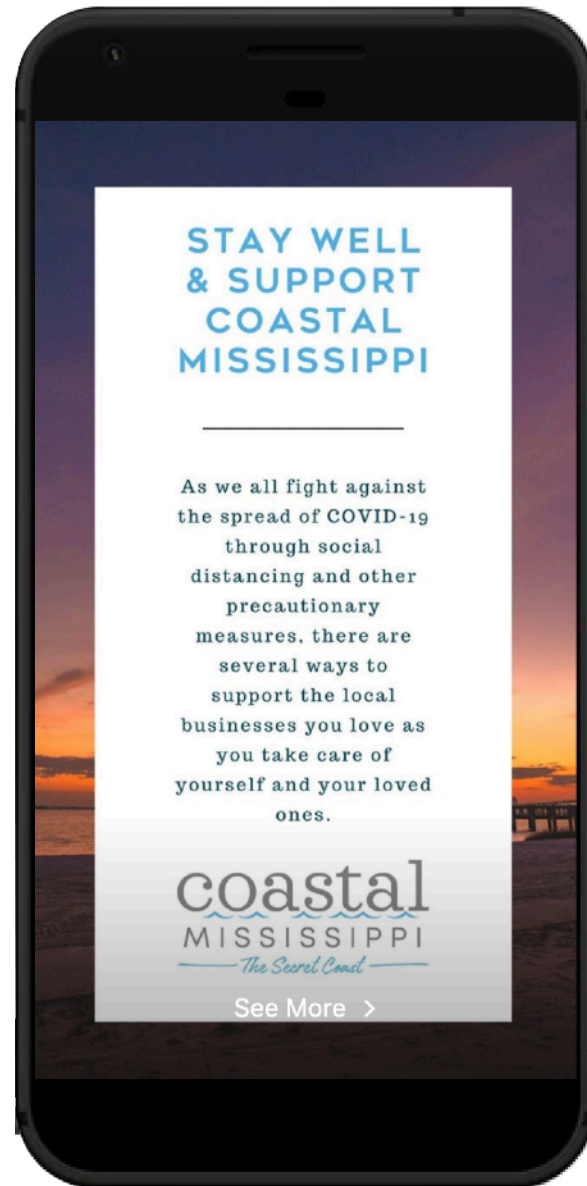 STAY WELL
& SUPPORT
COASTAL
MISSISSIPPI
As we all fight against
the spread of COVID-19
through social
distancing and other
precautionary
measures, there are
several ways to
support the local
businesses you love as
you take care of
yourself and your loved
ones.
coastal
MISSISSIPPI
The Secret Coast
See More >